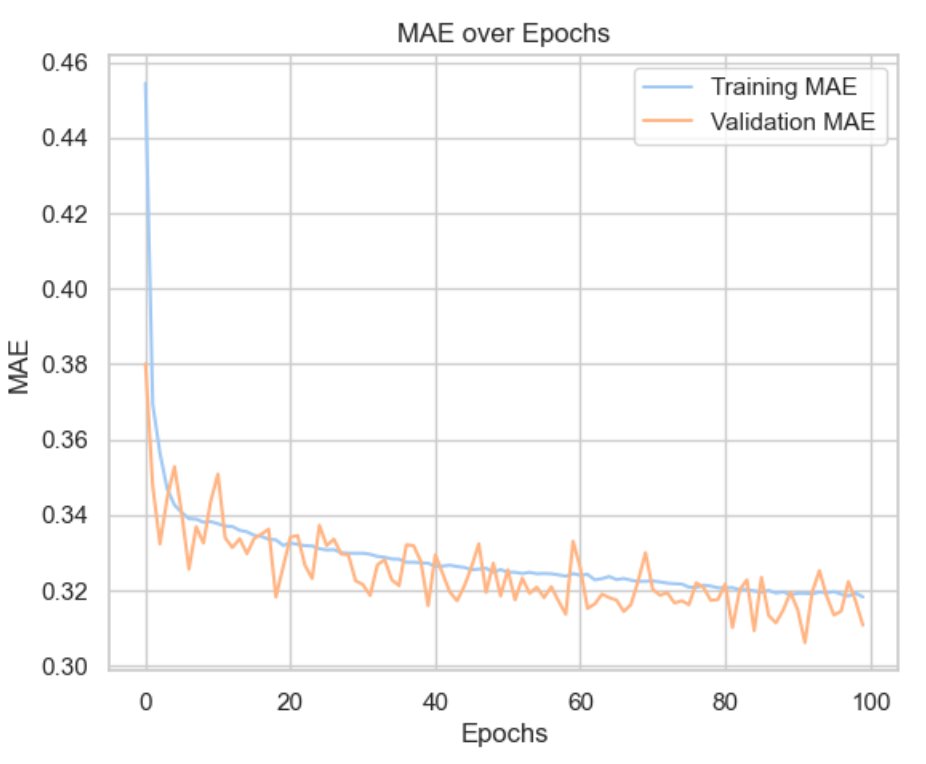 MAE over Epochs
Training MAE
Validation MAE
0.46
0.44
0.42
0.40
0.38
0.36
0.34
0.32
0.30
MAE
0 20 40 60 80 100
Epochs